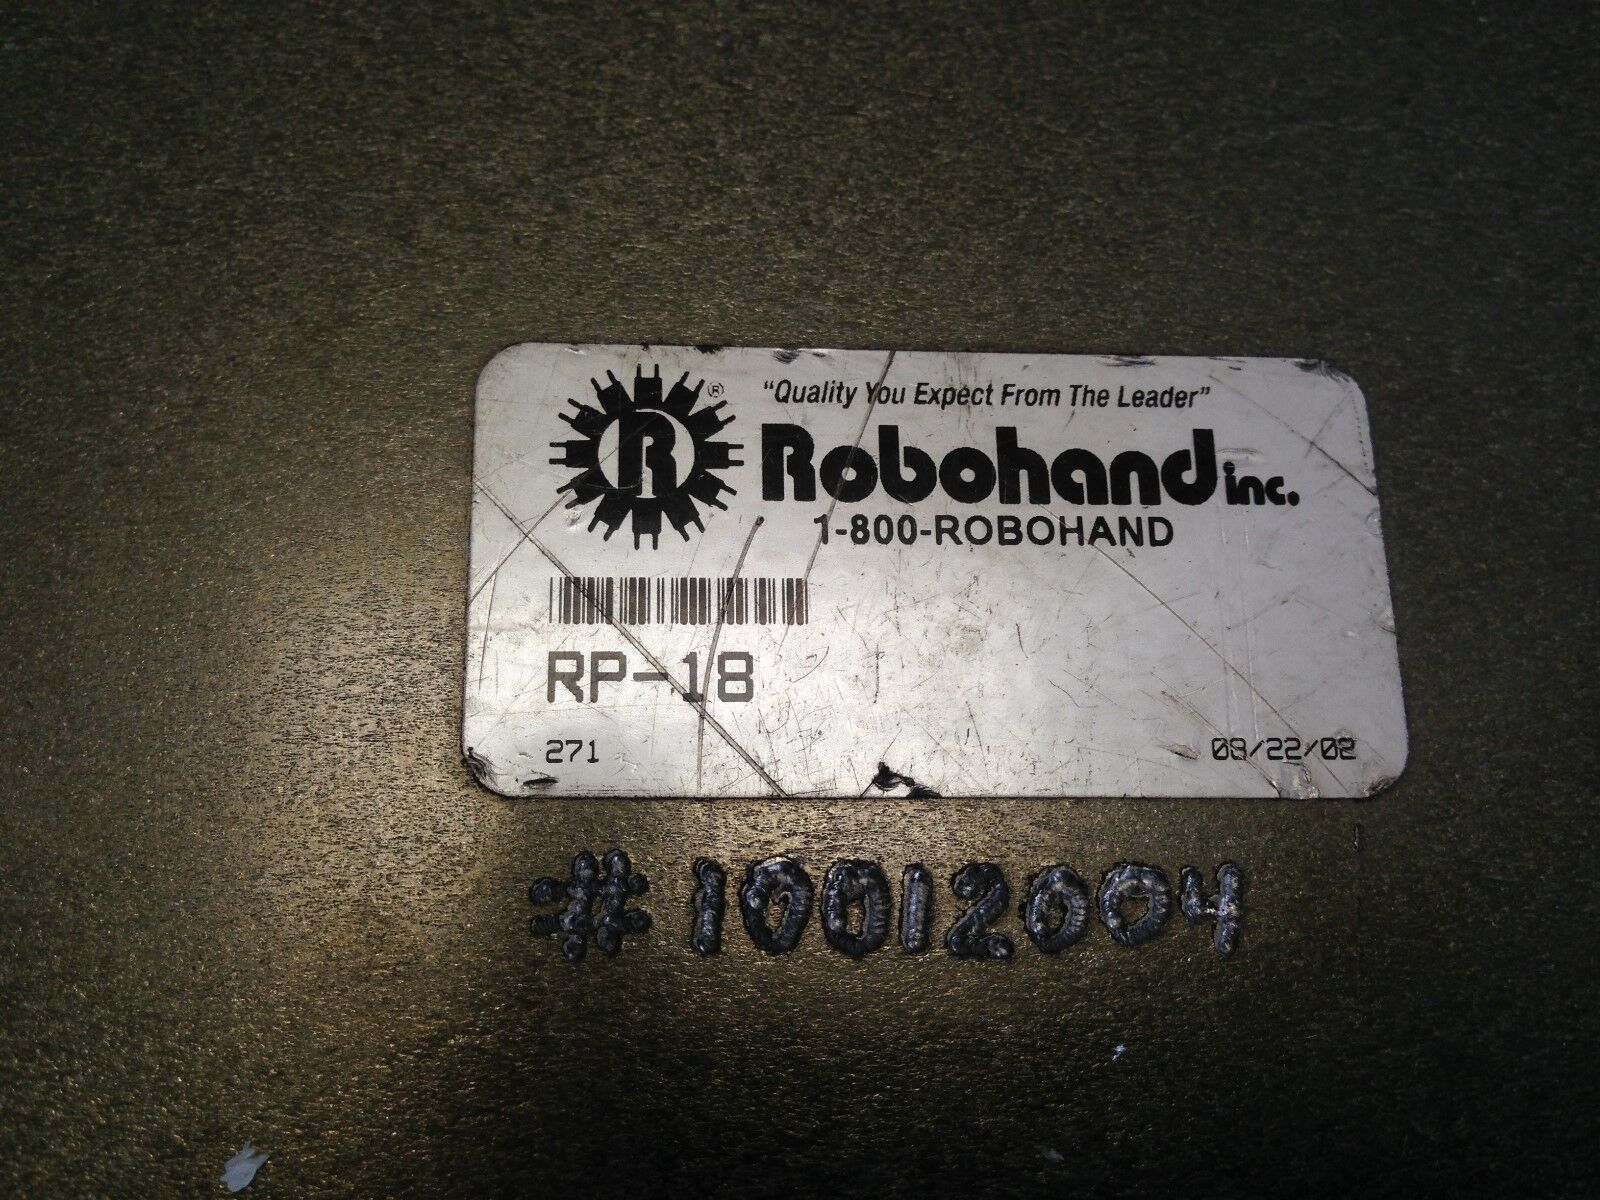 "Quality You Expect From The Leader"
R ®
Robohand inc.
1-800-ROBOHAND
RP-18
271 08/22/02
#10012004